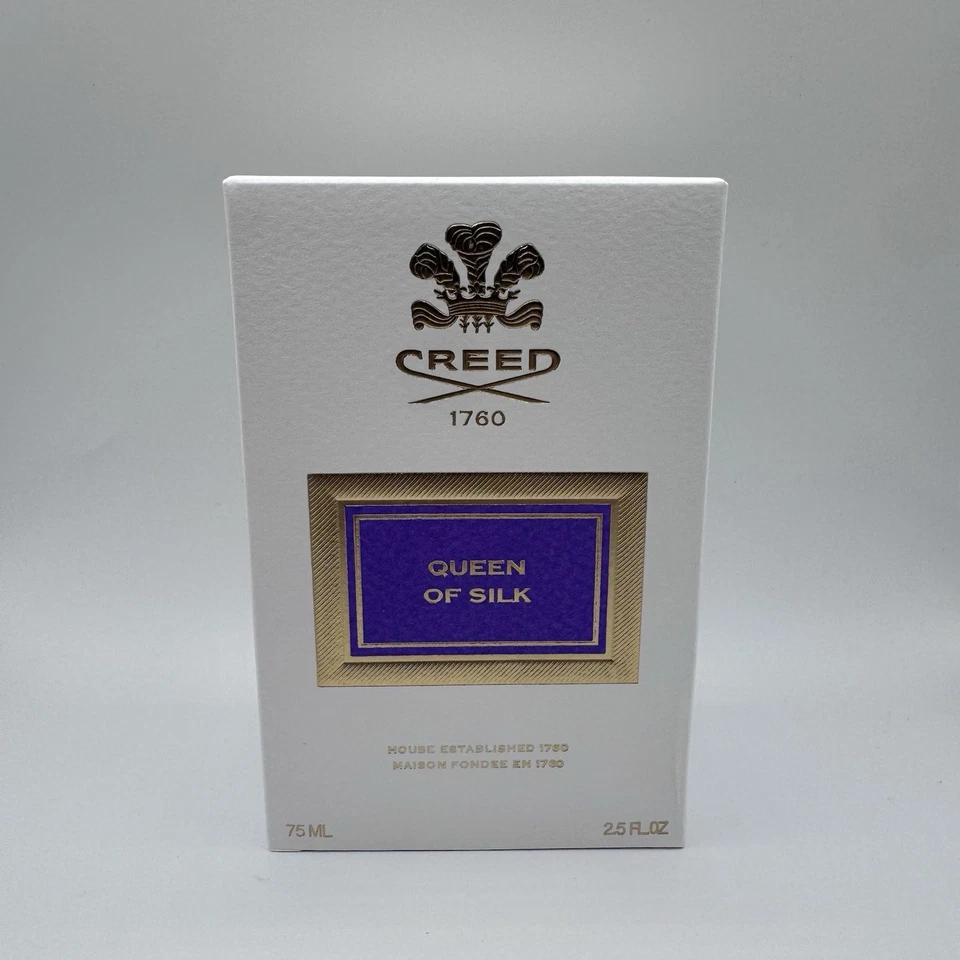 CREED
1760
QUEEN
OF SILK
HOUSE ESTABLISHED 1760
MAISON FONDEE EN 1760
75 ML 2.5 FL.OZ